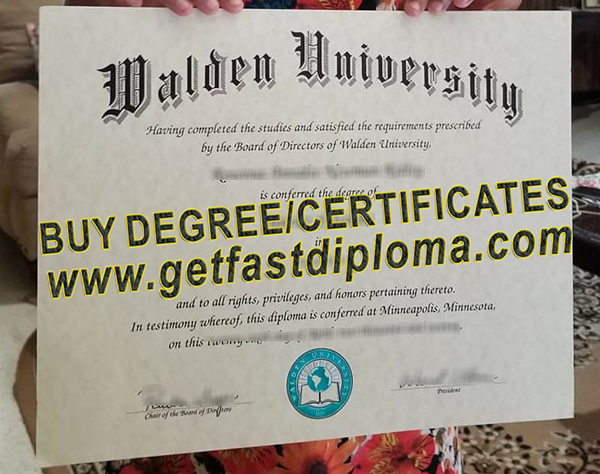 Walden University
Having completed the studies and satisfied the requirements prescribed
by the Board of Directors of Walden University,
is conferred the degree of
BUY DEGREE/CERTIFICATES
in
www.getfastdiploma.com
and to all rights, privileges, and honors pertaining thereto.
In testimony whereof, this diploma is conferred at Minneapolis, Minnesota,
on this
WALDEN UNIVERSITY
Chair of the Board of Directors
President